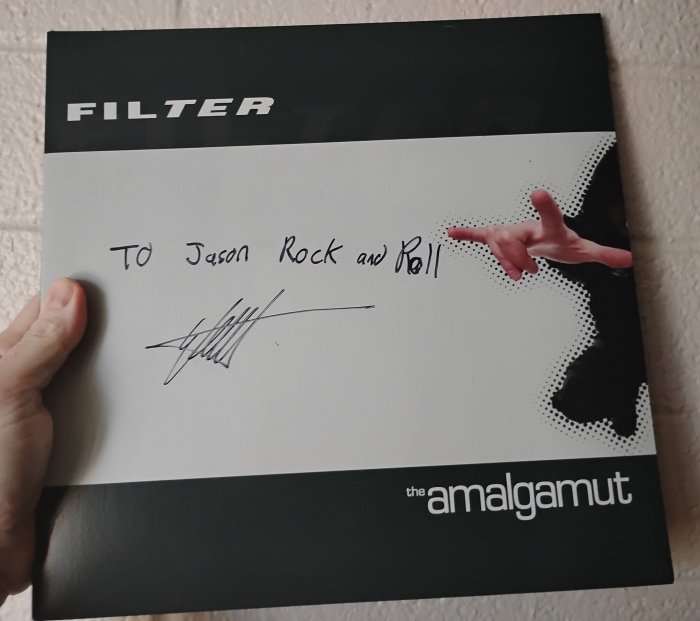 FILTER
TO Jason Rock and Roll
the amalgamut